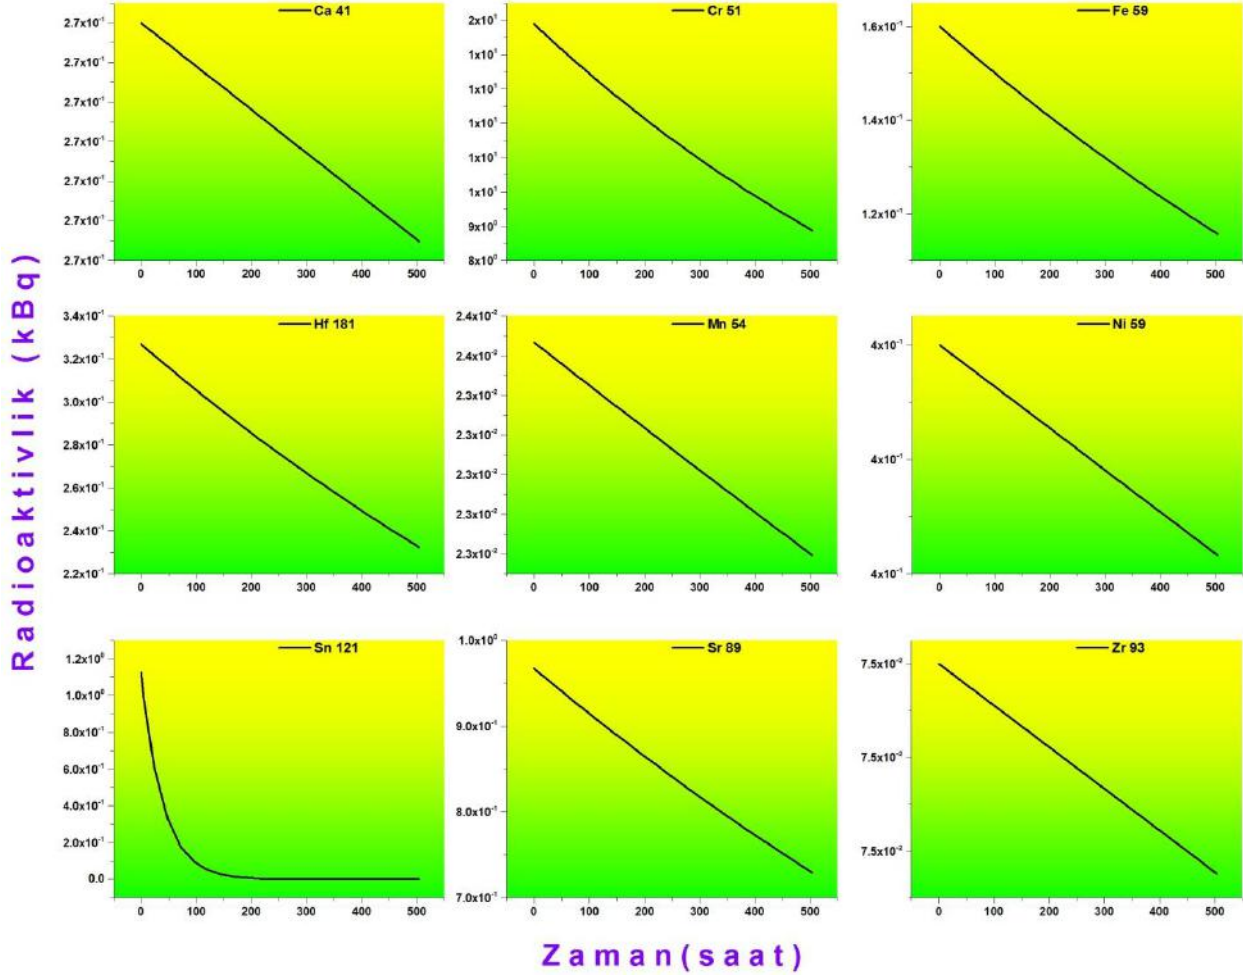 Ca 41
2.7x10⁻¹
2.7x10⁻¹
2.7x10⁻¹
2.7x10⁻¹
2.7x10⁻¹
2.7x10⁻¹
2.7x10⁻¹
0 100 200 300 400 500
Cr 51
2x10¹
1x10¹
1x10¹
1x10¹
1x10¹
1x10¹
9x10⁰
8x10⁰
0 100 200 300 400 500
Fe 59
1.6x10⁻¹
1.4x10⁻¹
1.2x10⁻¹
0 100 200 300 400 500
Radioaktivlik (kBq)
Hf 181
3.4x10⁻¹
3.2x10⁻¹
3.0x10⁻¹
2.8x10⁻¹
2.6x10⁻¹
2.4x10⁻¹
2.2x10⁻¹
0 100 200 300 400 500
Mn 54
2.4x10⁻²
2.4x10⁻²
2.3x10⁻²
2.3x10⁻²
2.3x10⁻²
2.3x10⁻²
2.3x10⁻²
0 100 200 300 400 500
Ni 59
4x10⁻¹
4x10⁻¹
4x10⁻¹
0 100 200 300 400 500
Sn 121
1.2x10⁰
1.0x10⁰
8.0x10⁻¹
6.0x10⁻¹
4.0x10⁻¹
2.0x10⁻¹
0.0
0 100 200 300 400 500
Sr 89
1.0x10⁰
9.0x10⁻¹
8.0x10⁻¹
7.0x10⁻¹
0 100 200 300 400 500
Zr 93
7.5x10⁻²
7.5x10⁻²
7.5x10⁻²
0 100 200 300 400 500
Zaman(saat)